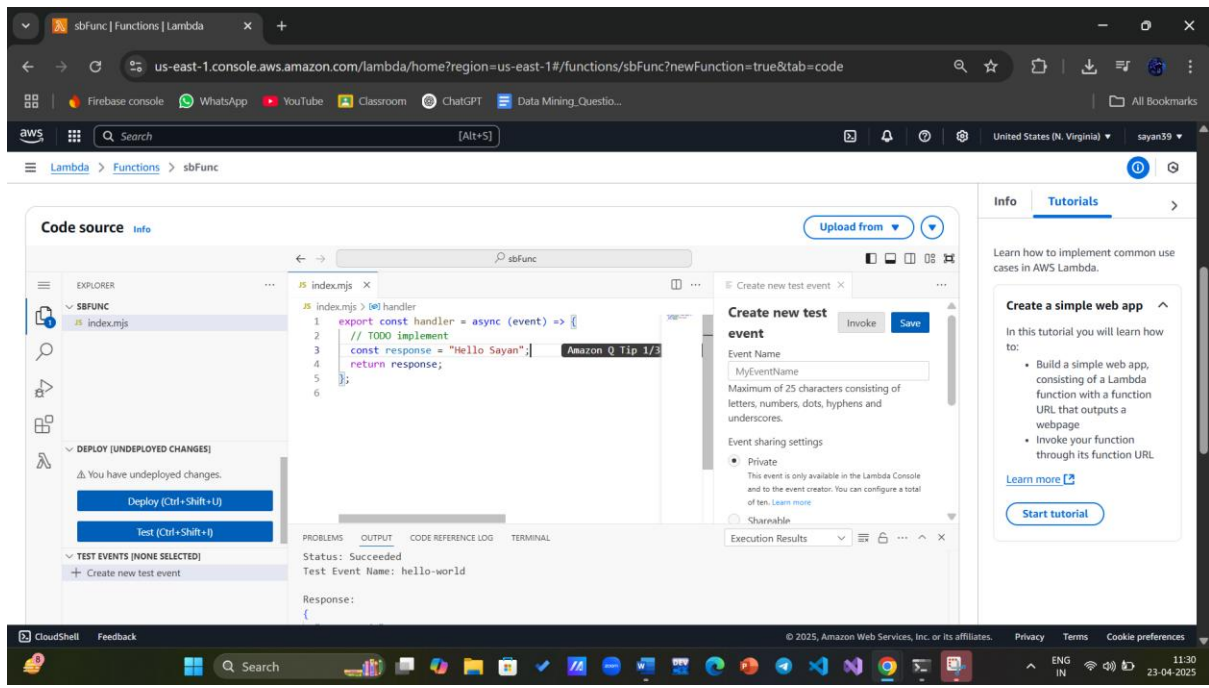 sbFunc | Functions | Lambda
us-east-1.console.aws.amazon.com/lambda/home?region=us-east-1#/functions/sbFunc?newFunction=true&tab=code
Firebase console WhatsApp YouTube Classroom ChatGPT Data Mining_Questio... All Bookmarks
aws Search [Alt+S] United States (N. Virginia) sayan39
Lambda > Functions > sbFunc
Info Tutorials
Code source Info Upload from
sbFunc
EXPLORER
SBFUNC
JS index.mjs
JS index.mjs
JS index.mjs > handler
1 export const handler = async (event) => {
2 // TODO implement
3 const response = "Hello Sayan"; Amazon Q Tip 1/3
4 return response;
5 };
6
DEPLOY [UNDEPLOYED CHANGES]
You have undeployed changes.
Deploy (Ctrl+Shift+U)
Test (Ctrl+Shift+I)
TEST EVENTS [NONE SELECTED]
+ Create new test event
Create new test event
Create new test
event
Invoke Save
Event Name
MyEventName
Maximum of 25 characters consisting of
letters, numbers, dots, hyphens and
underscores.
Event sharing settings
Private
This event is only available in the Lambda Console
and to the event creator. You can configure a total
of ten. Learn more
Shareable
PROBLEMS OUTPUT CODE REFERENCE LOG TERMINAL Execution Results
Status: Succeeded
Test Event Name: hello-world
Response:
{
Learn how to implement common use
cases in AWS Lambda.
Create a simple web app
In this tutorial you will learn how
to:
• Build a simple web app,
consisting of a Lambda
function with a function
URL that outputs a
webpage
• Invoke your function
through its function URL
Learn more
Start tutorial
CloudShell Feedback © 2025, Amazon Web Services, Inc. or its affiliates. Privacy Terms Cookie preferences
Search
ENG
IN
11:30
23-04-2025